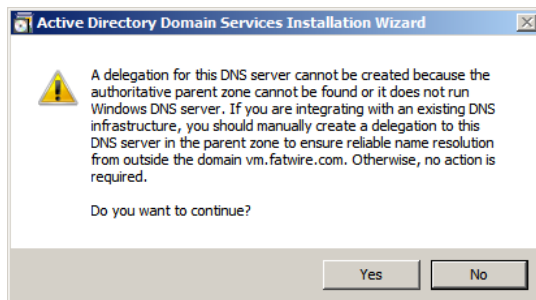 Active Directory Domain Services Installation Wizard
A delegation for this DNS server cannot be created because the
authoritative parent zone cannot be found or it does not run
Windows DNS server. If you are integrating with an existing DNS
infrastructure, you should manually create a delegation to this
DNS server in the parent zone to ensure reliable name resolution
from outside the domain vm.fatwire.com. Otherwise, no action is
required.
Do you want to continue?
Yes
No